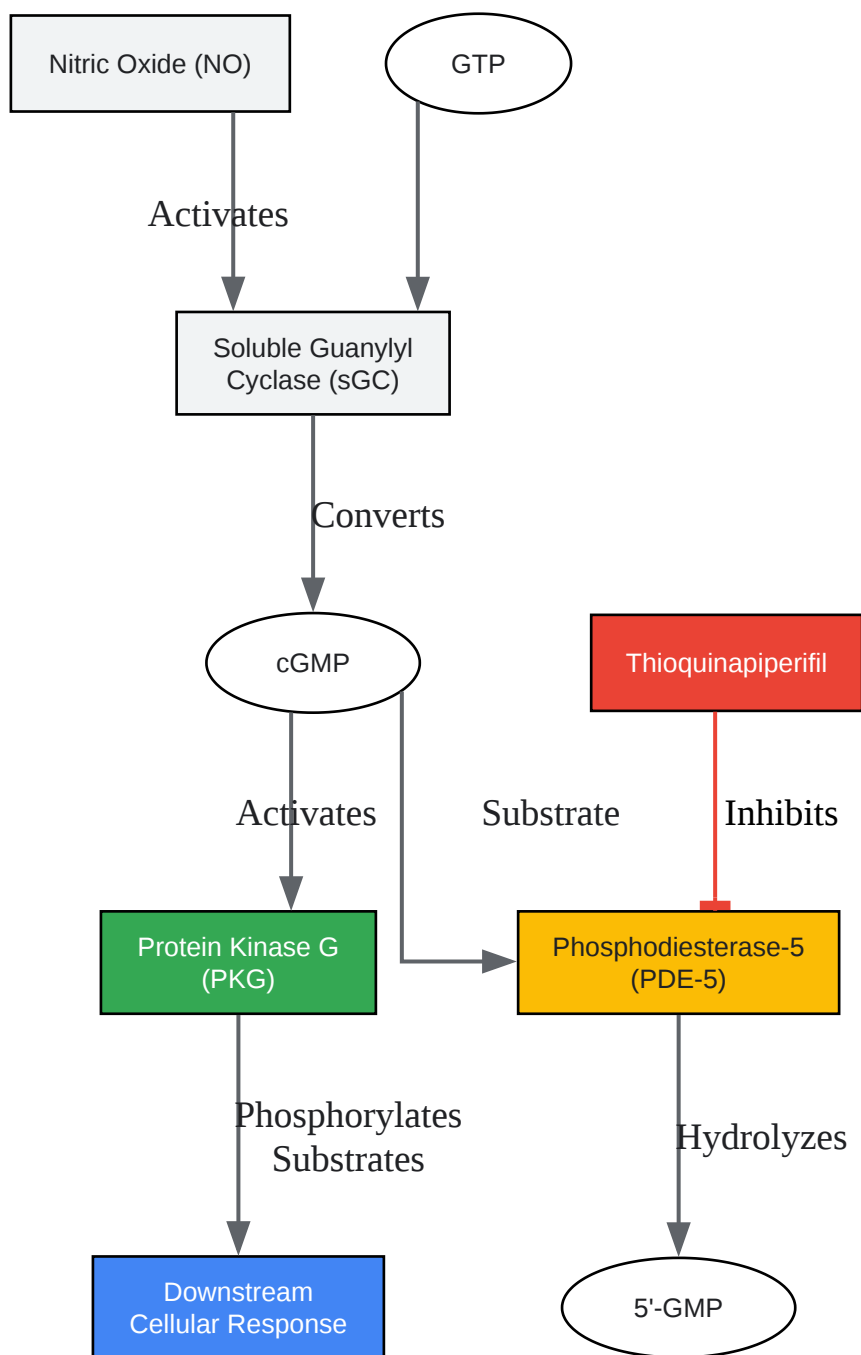 Nitric Oxide (NO)
GTP
Activates
Soluble Guanylyl
Cyclase (sGC)
Converts
cGMP
Thioquinapiperifil
Activates
Substrate
Inhibits
Protein Kinase G
(PKG)
Phosphodiesterase-5
(PDE-5)
Phosphorylates
Substrates
Hydrolyzes
Downstream
Cellular Response
5'-GMP